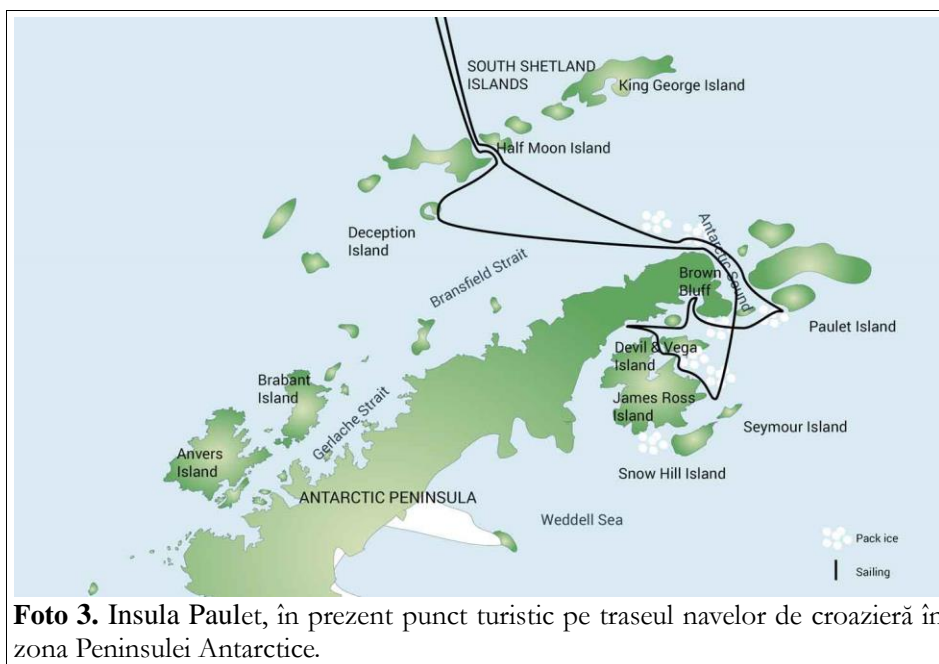 SOUTH SHETLAND
ISLANDS
King George Island
Half Moon Island
Deception
Island
Bransfield Strait
Antarctic Sound
Brown
Bluff
Paulet Island
Devil & Vega
Island
James Ross
Island
Seymour Island
Snow Hill Island
Brabant
Island
Gerlache Strait
Anvers
Island
ANTARCTIC PENINSULA
Weddell Sea
Pack ice
Sailing
Foto 3. Insula Paulet, în prezent punct turistic pe traseul navelor de croazieră în
zona Peninsulei Antarctice.